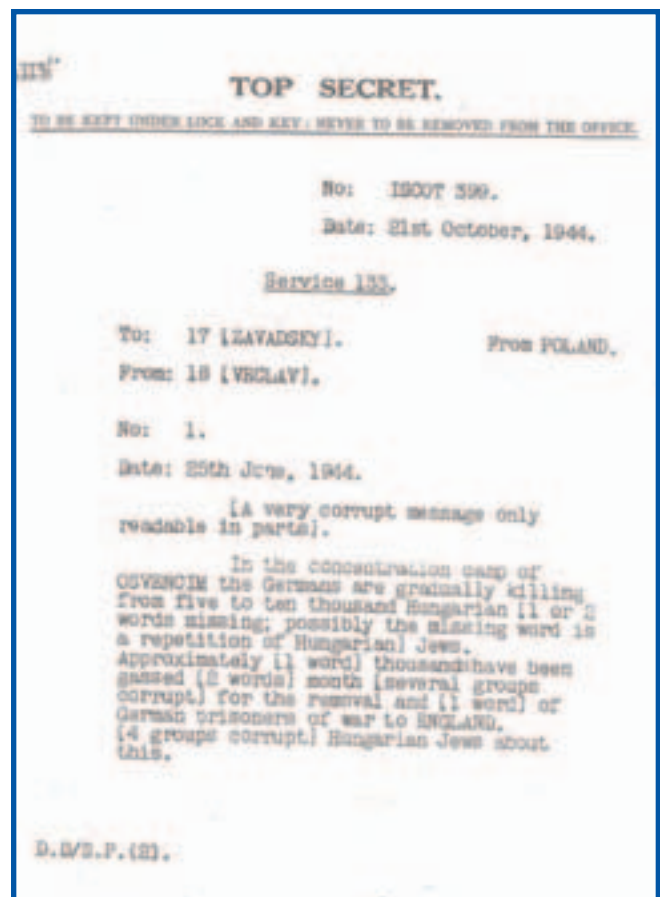 TOP SECRET.
TO BE KEPT UNDER LOCK AND KEY: NEVER TO BE REMOVED FROM THE OFFICE.
No: ISCOT 399.
Date: 21st October, 1944.
Service 133.
To: 17 [ZAVADSKY]. From POLAND.
From: 18 [VECLAV].
No: 1.
Date: 25th June, 1944.
[A very corrupt message only
readable in parts].
In the concentration camp of
OSVENCIM the Germans are gradually killing
from five to ten thousand Hungarian [1 or 2
words missing; possibly the missing word is
a repetition of Hungarian] Jews.
Approximately [1 word] thousand have been
gassed [2 words] month [several groups
corrupt] for the removal and [1 word] of
German prisoners of war to ENGLAND.
[4 groups corrupt] Hungarian Jews about
this.
D.S/S.P.(2).